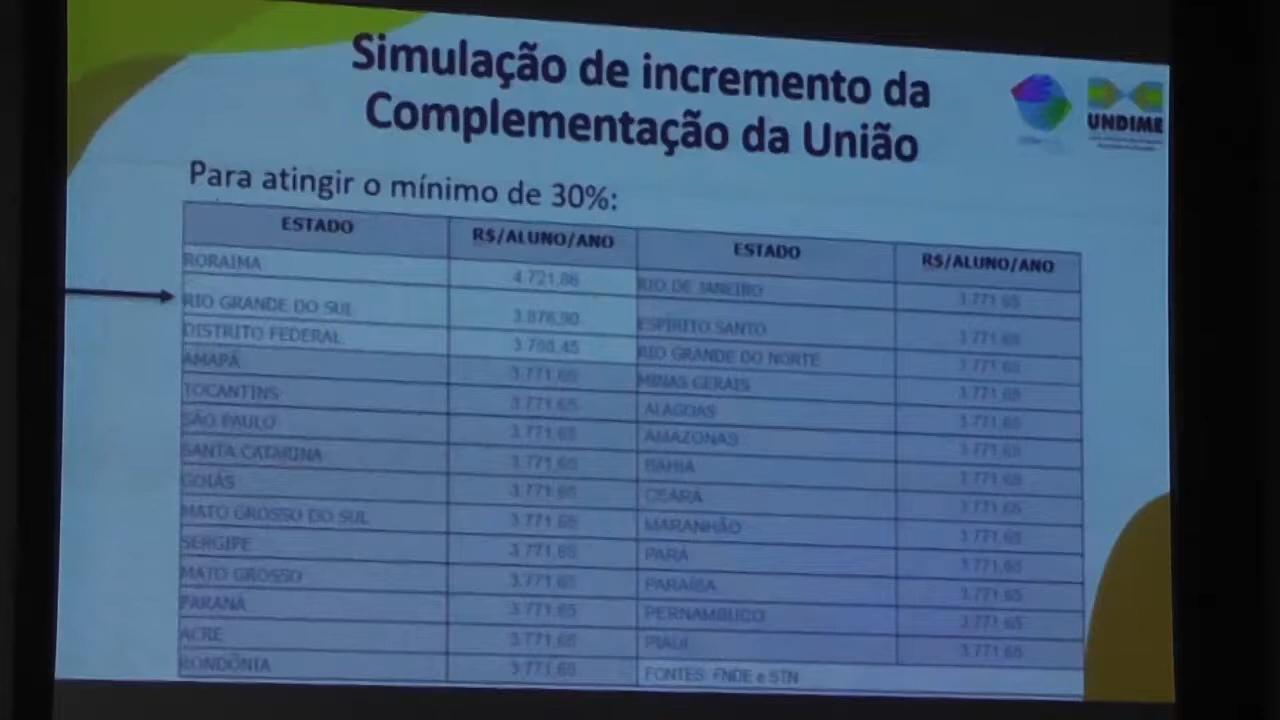 Simulação de incremento da
Complementação da União
UNDIME
Para atingir o mínimo de 30%:
ESTADO R$/ALUNO/ANO ESTADO R$/ALUNO/ANO
RORAIMA 4.721,86 RIO DE JANEIRO 3.771,65
RIO GRANDE DO SUL 3.876,90 ESPÍRITO SANTO 3.771,65
DISTRITO FEDERAL 3.798,45 RIO GRANDE DO NORTE 3.771,65
AMAPÁ 3.771,65 MINAS GERAIS 3.771,65
TOCANTINS 3.771,65 ALAGOAS 3.771,65
SÃO PAULO 3.771,65 AMAZONAS 3.771,65
SANTA CATARINA 3.771,65 BAHIA 3.771,65
GOIÁS 3.771,65 CEARÁ 3.771,65
MATO GROSSO DO SUL 3.771,65 MARANHÃO 3.771,65
SERGIPE 3.771,65 PARÁ 3.771,65
MATO GROSSO 3.771,65 PARAÍBA 3.771,65
PARANÁ 3.771,65 PERNAMBUCO 3.771,65
ACRE 3.771,65 PIAUÍ 3.771,65
RONDÔNIA 3.771,65 FONTES: FNDE e STN